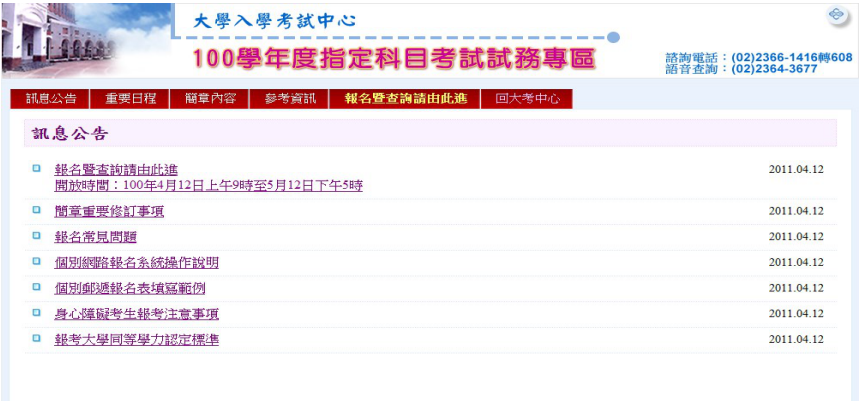 大學入學考試中心
100學年度指定科目考試試務專區
諮詢電話：(02)2366-1416轉608
語音查詢：(02)2364-3677
訊息公告 重要日程 簡章內容 參考資訊 報名暨查詢請由此進 回大考中心
訊息公告
報名暨查詢請由此進 2011.04.12
開放時間：100年4月12日上午9時至5月12日下午5時
簡章重要修訂事項 2011.04.12
報名常見問題 2011.04.12
個別網路報名系統操作說明 2011.04.12
個別郵遞報名表填寫範例 2011.04.12
身心障礙考生報考注意事項 2011.04.12
報考大學同等學力認定標準 2011.04.12